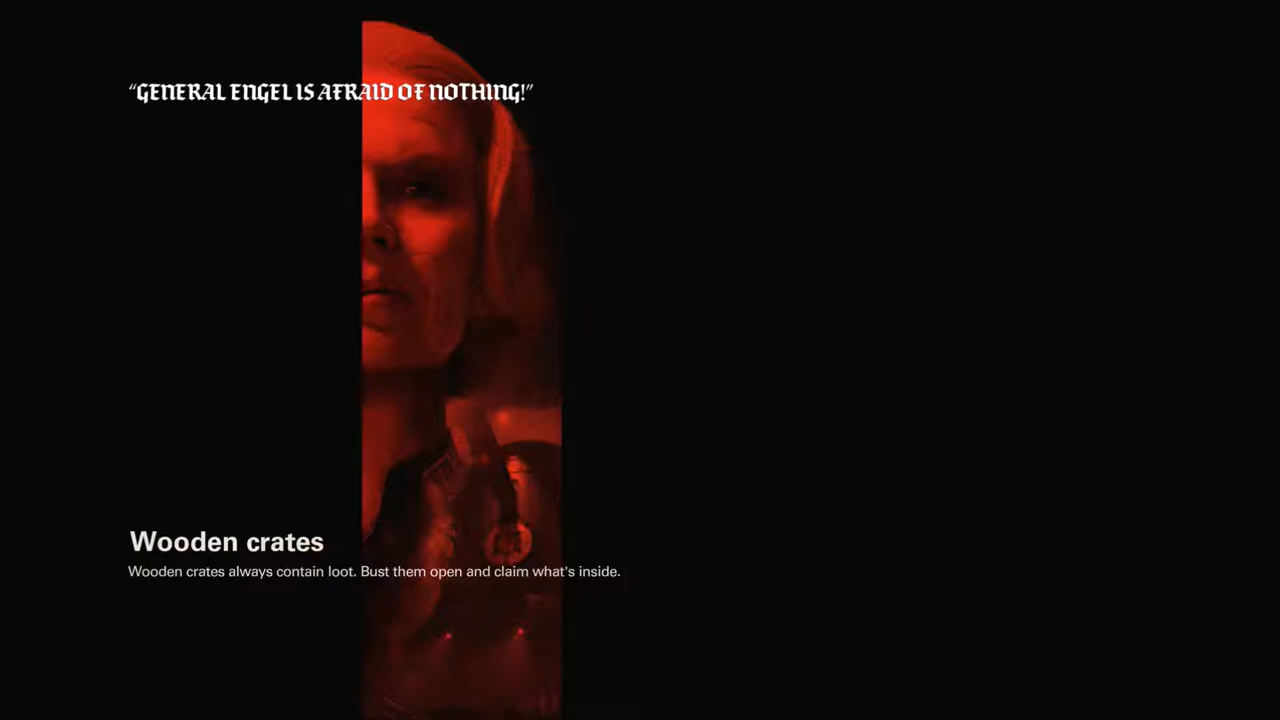 “GENERAL ENGEL IS AFRAID OF NOTHING!”
Wooden crates
Wooden crates always contain loot. Bust them open and claim what's inside.